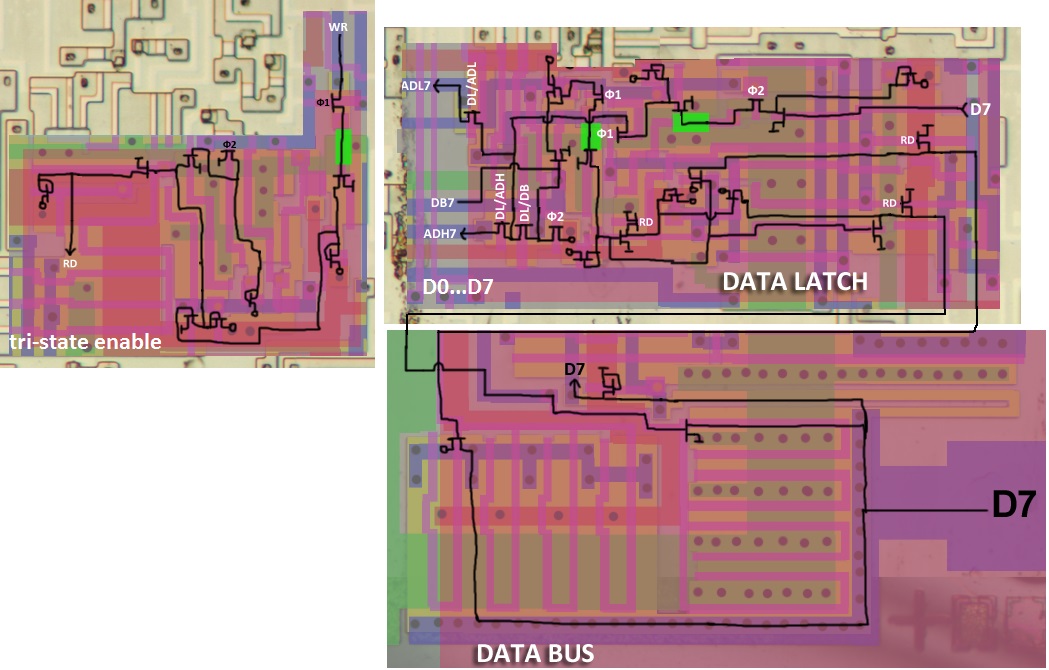 WR
Φ1
Φ2
RD
tri-state enable
ADL7
DL/ADL
Φ1
Φ2
D7
Φ1
RD
DB7
DL/ADH
DL/DB
Φ2
RD
RD
ADH7
D0...D7
DATA LATCH
D7
D7
DATA BUS